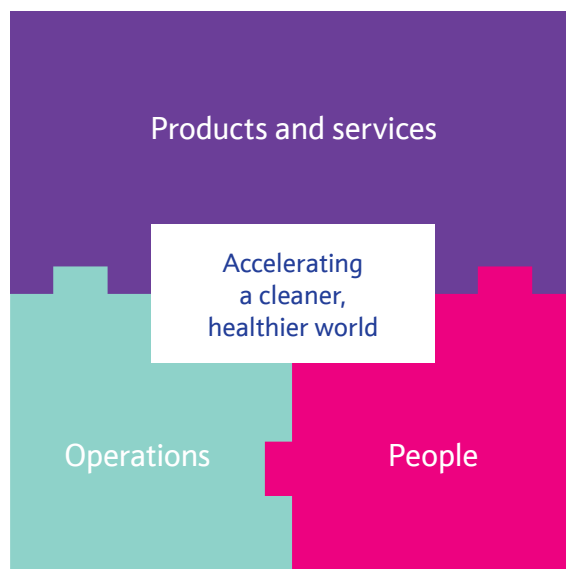 Products and services
Accelerating
a cleaner,
healthier world
Operations
People